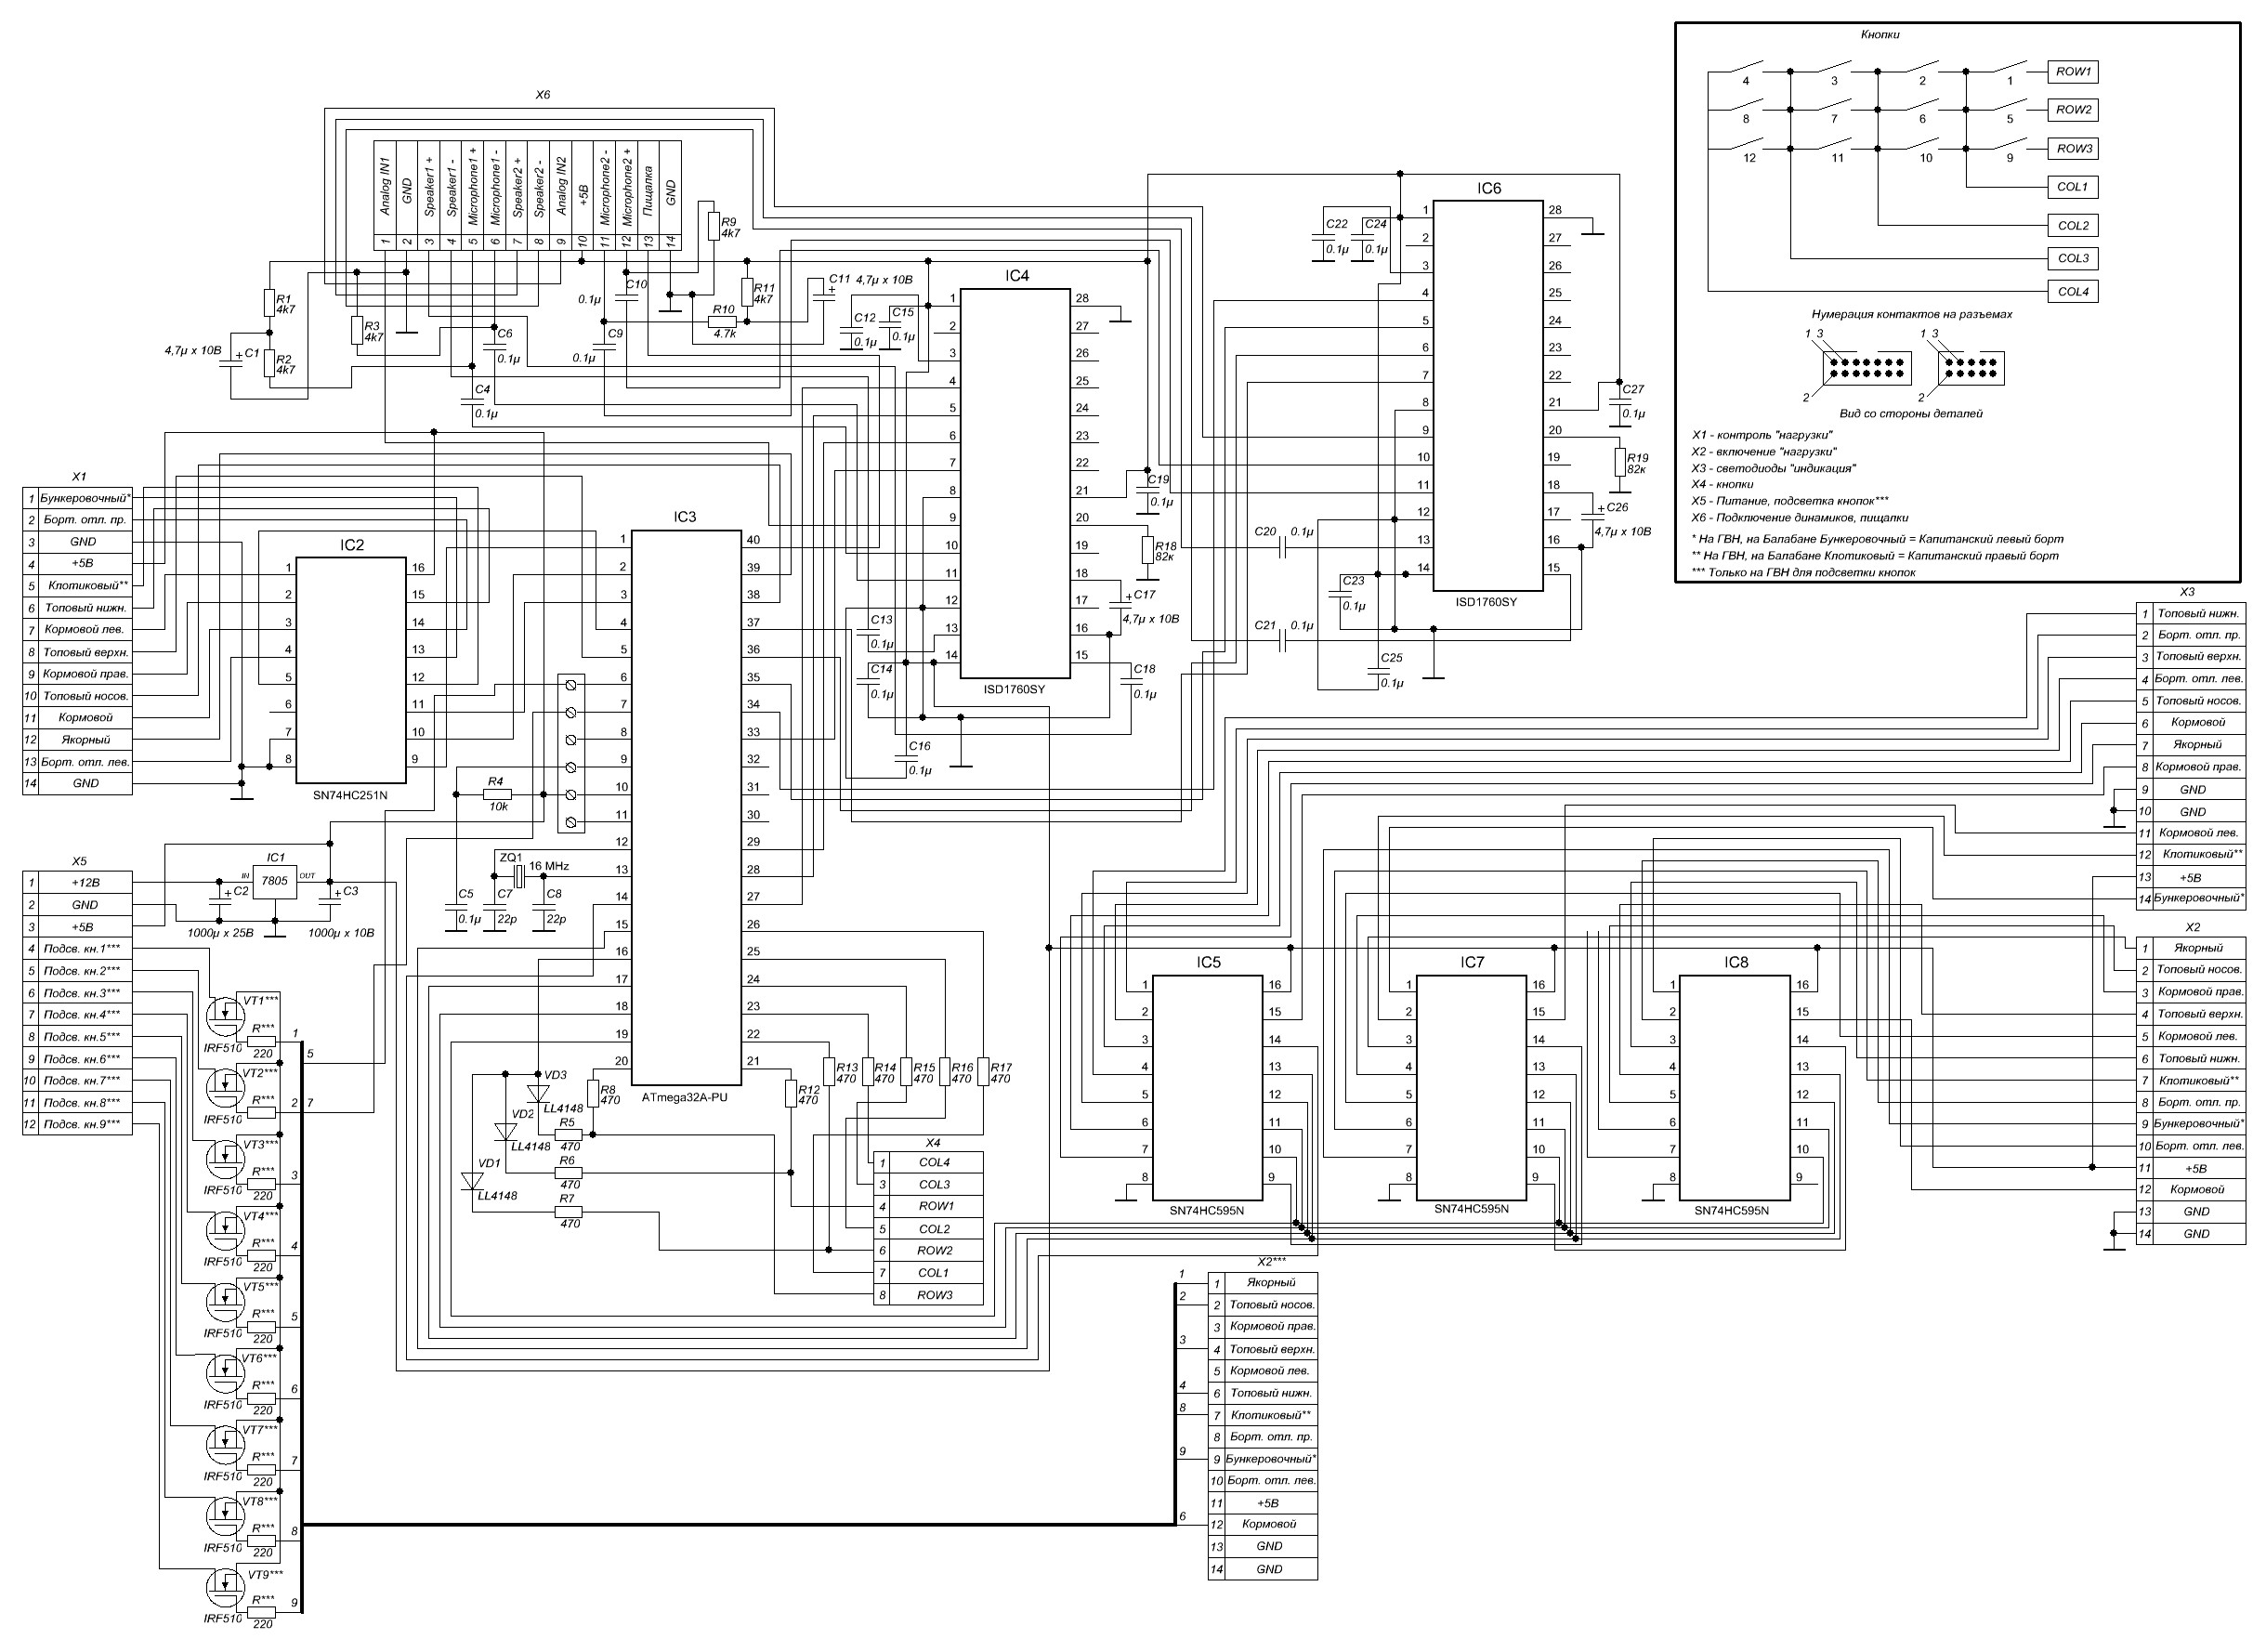 Кнопки
4
3
2
1
ROW1
8
7
6
5
ROW2
12
11
10
9
ROW3
COL1
COL2
COL3
COL4
Нумерация контактов на разъемах
1 3
2
1 3
2
Вид со стороны деталей
X1 - контроль "нагрузки"
X2 - включение "нагрузки"
X3 - светодиоды "индикация"
X4 - кнопки
X5 - Питание, подсветка кнопок***
X6 - Подключение динамиков, пищалки
* На ГВН, на Балабане Бункеровочный = Капитанский левый борт
** На ГВН, на Балабане Клотиковый = Капитанский правый борт
*** Только на ГВН для подсветки кнопок
X6
1 Analog IN1
2 GND
3 Speaker1 +
4 Speaker1 -
5 Microphone1 +
6 Microphone1 -
7 Speaker2 +
8 Speaker2 -
9 Analog IN2
10 +5В
11 Microphone2 -
12 Microphone2 +
13 Пищалка
14 GND
R1
4k7
R2
4k7
R3
4k7
4,7μ x 10В
+
C1
C4
0.1μ
C6
0.1μ
C9
0.1μ
C10
0.1μ
R9
4k7
R10
4.7k
R11
4k7
C11 4,7μ x 10В
+
C12
0.1μ
C15
0.1μ
IC4
1
2
3
4
5
6
7
8
9
10
11
12
13
14
28
27
26
25
24
23
22
21
20
19
18
17
16
15
ISD1760SY
C13
0.1μ
C14
0.1μ
C16
0.1μ
C17
+
4,7μ x 10В
C18
0.1μ
C19
0.1μ
R18
82к
IC6
1
2
3
4
5
6
7
8
9
10
11
12
13
14
28
27
26
25
24
23
22
21
20
19
18
17
16
15
ISD1760SY
C22
0.1μ
C24
0.1μ
C27
0.1μ
R19
82к
C26
+
4,7μ x 10В
C20 0.1μ
C21 0.1μ
C23
0.1μ
C25
0.1μ
X1
1 Бункеровочный*
2 Борт. отл. пр.
3 GND
4 +5В
5 Клотиковый**
6 Топовый нижн.
7 Кормовой лев.
8 Топовый верхн.
9 Кормовой прав.
10 Топовый носов.
11 Кормовой
12 Якорный
13 Борт. отл. лев.
14 GND
IC2
1
2
3
4
5
6
7
8
16
15
14
13
12
11
10
9
SN74HC251N
IC3
1
2
3
4
5
6
7
8
9
10
11
12
13
14
15
16
17
18
19
20
40
39
38
37
36
35
34
33
32
31
30
29
28
27
26
25
24
23
22
21
ATmega32A-PU
R4
10k
ZQ1
16 MHz
C5
0.1μ
C7
22p
C8
22p
X5
1 +12В
2 GND
3 +5В
4 Подсв. кн.1***
5 Подсв. кн.2***
6 Подсв. кн.3***
7 Подсв. кн.4***
8 Подсв. кн.5***
9 Подсв. кн.6***
10 Подсв. кн.7***
11 Подсв. кн.8***
12 Подсв. кн.9***
IC1
IN
7805
OUT
+
C2
1000μ x 25В
+
C3
1000μ x 10В
VT1***
IRF510
R***
220
1
5
VT2***
IRF510
R***
220
2
7
VT3***
IRF510
R***
220
3
VT4***
IRF510
R***
220
4
VT5***
IRF510
R***
220
5
VT6***
IRF510
R***
220
6
VT7***
IRF510
R***
220
7
VT8***
IRF510
R***
220
8
VT9***
IRF510
R***
220
9
VD3
LL4148
VD2
LL4148
VD1
LL4148
R8
470
R5
470
R6
470
R7
470
R12
470
R13
470
R14
470
R15
470
R16
470
R17
470
X4
1 COL4
3 COL3
4 ROW1
5 COL2
6 ROW2
7 COL1
8 ROW3
IC5
1
2
3
4
5
6
7
8
16
15
14
13
12
11
10
9
SN74HC595N
IC7
1
2
3
4
5
6
7
8
16
15
14
13
12
11
10
9
SN74HC595N
IC8
1
2
3
4
5
6
7
8
16
15
14
13
12
11
10
9
SN74HC595N
X3
1 Топовый нижн.
2 Борт. отл. пр.
3 Топовый верхн.
4 Борт. отл. лев.
5 Топовый носов.
6 Кормовой
7 Якорный
8 Кормовой прав.
9 GND
10 GND
11 Кормовой лев.
12 Клотиковый**
13 +5В
14 Бункеровочный*
X2
1 Якорный
2 Топовый носов.
3 Кормовой прав.
4 Топовый верхн.
5 Кормовой лев.
6 Топовый нижн.
7 Клотиковый**
8 Борт. отл. пр.
9 Бункеровочный*
10 Борт. отл. лев.
11 +5В
12 Кормовой
13 GND
14 GND
X2***
1 1 Якорный
2 2 Топовый носов.
3 Кормовой прав.
3 4 Топовый верхн.
5 Кормовой лев.
4 6 Топовый нижн.
8 7 Клотиковый**
8 Борт. отл. пр.
9 9 Бункеровочный*
10 Борт. отл. лев.
11 +5В
6 12 Кормовой
13 GND
14 GND